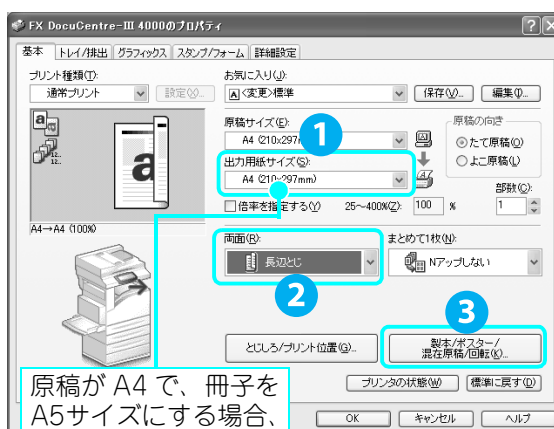 FX DocuCentre-III 4000のプロパティ
基本 トレイ/排出 グラフィックス スタンプ/フォーム 詳細設定
プリント種類(T): お気に入り(J):
通常プリント 設定(X)... A <変更>標準 保存(V)... 編集(I)...
原稿サイズ(E): 1 原稿の向き
A4 (210x297 たて原稿(O)
出力用紙サイズ(S): よこ原稿(L)
A4 (210x297mm) 部数(C):
倍率を指定する(Y) 25～400%(Z): 100 % 1
A4→A4 (100%)
両面(B): まとめて1枚(N):
長辺とじ Nアップしない
2 3
とじしろ/プリント位置(G)... 製本/ポスター/
混在原稿/回転(K)...
プリンタの状態(W) 標準に戻す(D)
原稿が A4 で、冊子を
A5サイズにする場合、
OK キャンセル ヘルプ